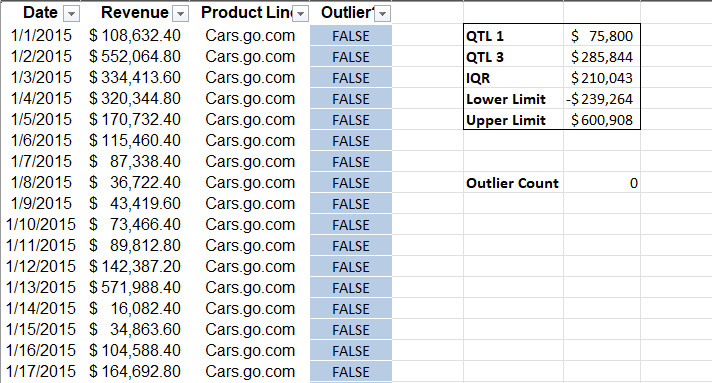 Date Revenue Product Lin Outlier
1/1/2015 $ 108,632.40 Cars.go.com FALSE QTL 1 $ 75,800
1/2/2015 $ 552,064.80 Cars.go.com FALSE QTL 3 $ 285,844
1/3/2015 $ 334,413.60 Cars.go.com FALSE IQR $ 210,043
1/4/2015 $ 320,344.80 Cars.go.com FALSE Lower Limit -$ 239,264
1/5/2015 $ 170,732.40 Cars.go.com FALSE Upper Limit $ 600,908
1/6/2015 $ 115,460.40 Cars.go.com FALSE
1/7/2015 $ 87,338.40 Cars.go.com FALSE
1/8/2015 $ 36,722.40 Cars.go.com FALSE Outlier Count 0
1/9/2015 $ 43,419.60 Cars.go.com FALSE
1/10/2015 $ 73,466.40 Cars.go.com FALSE
1/11/2015 $ 89,812.80 Cars.go.com FALSE
1/12/2015 $ 142,387.20 Cars.go.com FALSE
1/13/2015 $ 571,988.40 Cars.go.com FALSE
1/14/2015 $ 16,082.40 Cars.go.com FALSE
1/15/2015 $ 34,863.60 Cars.go.com FALSE
1/16/2015 $ 104,588.40 Cars.go.com FALSE
1/17/2015 $ 164,692.80 Cars.go.com FALSE